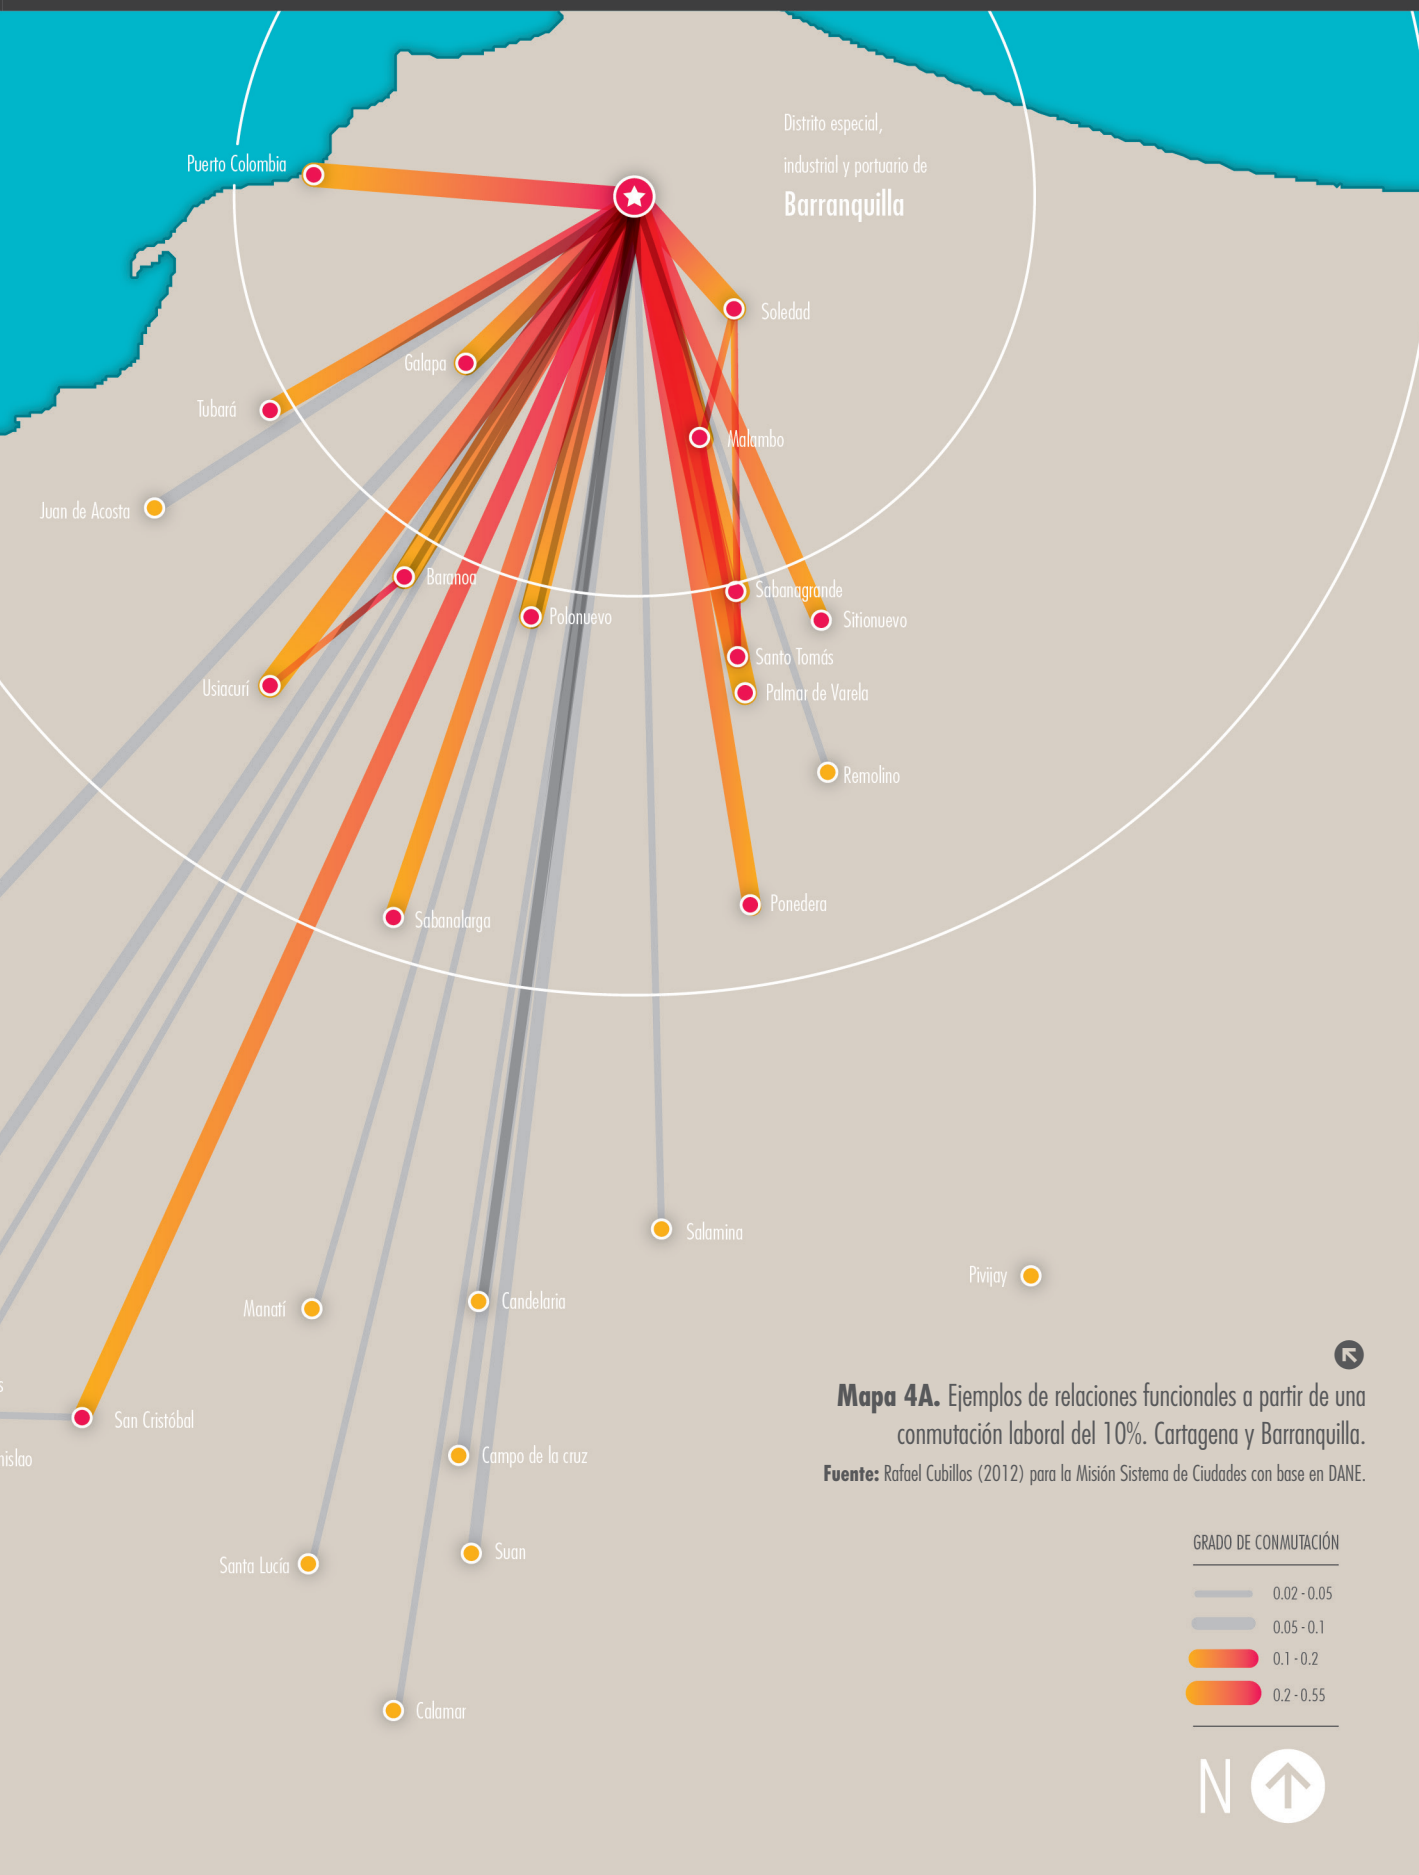 Distrito especial,
industrial y portuario de
Barranquilla
Puerto Colombia
Soledad
Galapa
Tubará
Malambo
Juan de Acosta
Baranoa
Sabanagrande
Polonuevo
Sitionuevo
Santo Tomás
Usiacurí
Palmar de Varela
Remolino
Ponedera
Sabanalarga
Salamina
Pivijay
Manatí
Candelaria
San Cristóbal
Campo de la cruz
Suan
Santa Lucía
Calamar
Mapa 4A. Ejemplos de relaciones funcionales a partir de una
conmutación laboral del 10%. Cartagena y Barranquilla.
Fuente: Rafael Cubillos (2012) para la Misión Sistema de Ciudades con base en DANE.
GRADO DE CONMUTACIÓN
0.02 - 0.05
0.05 - 0.1
0.1 - 0.2
0.2 - 0.55
N